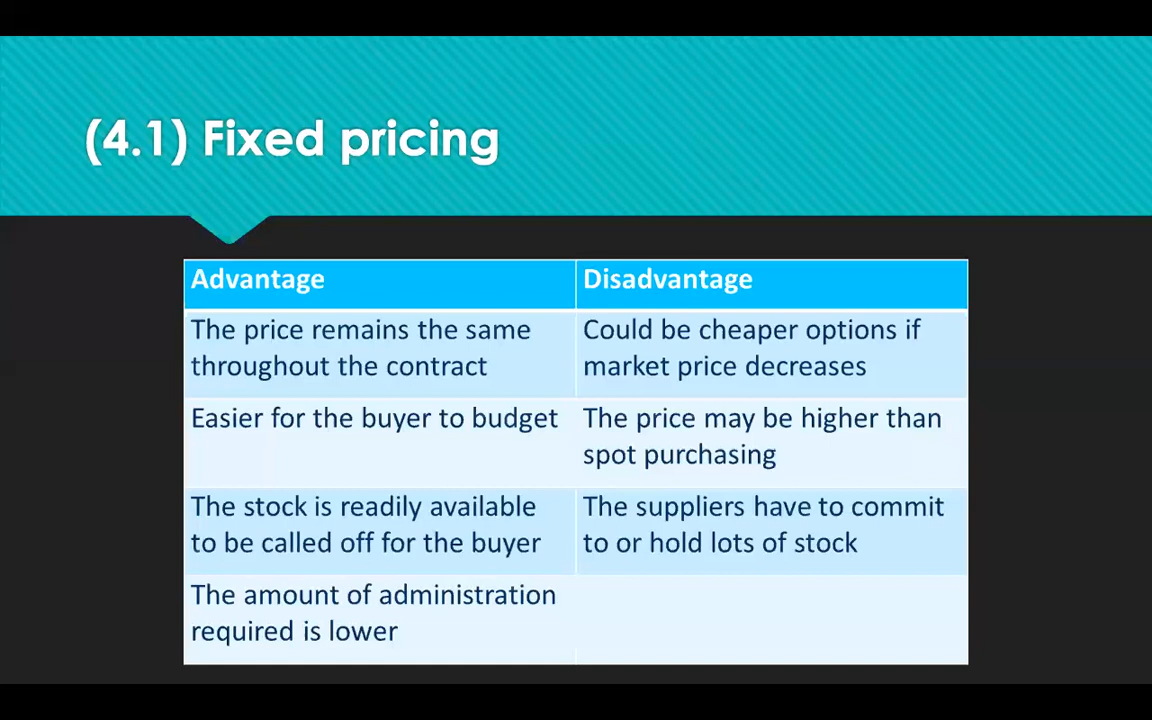 (4.1) Fixed pricing
Advantage
Disadvantage
The price remains the same
throughout the contract
Could be cheaper options if
market price decreases
Easier for the buyer to budget
The price may be higher than
spot purchasing
The stock is readily available
to be called off for the buyer
The suppliers have to commit
to or hold lots of stock
The amount of administration
required is lower